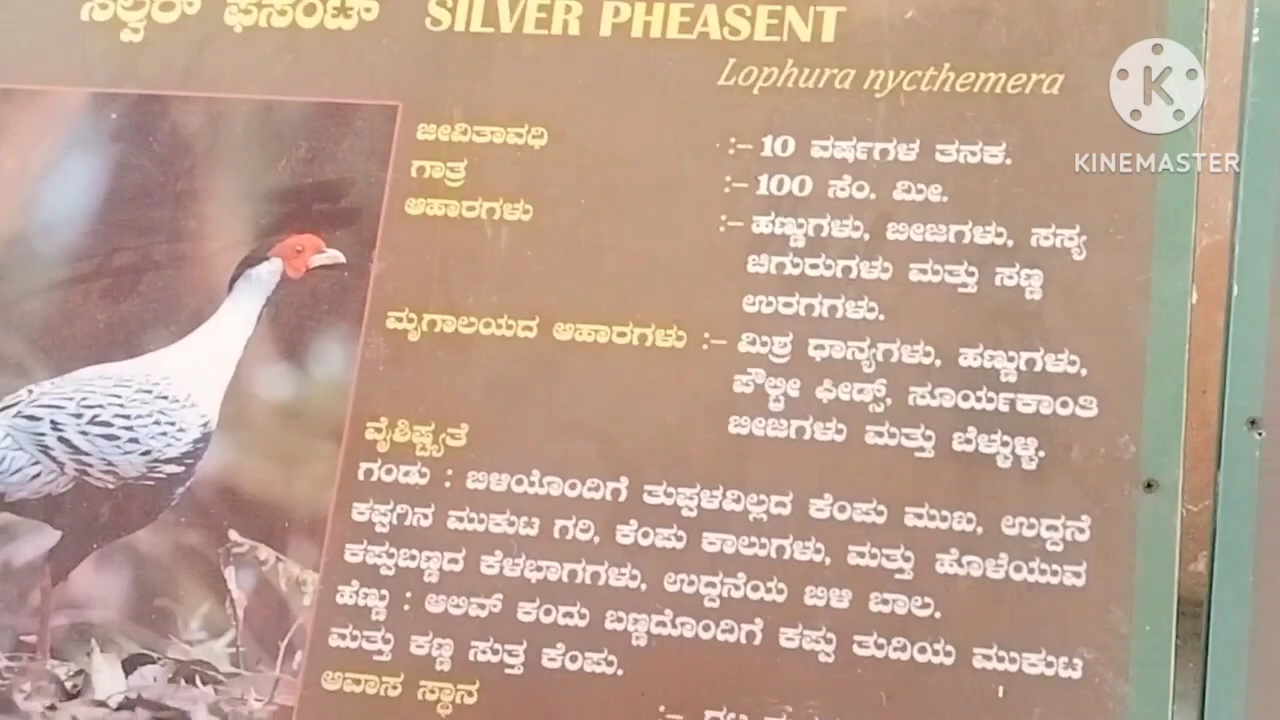 ಸಿಲ್ವರ್ ಫೆಸೆಂಟ್ SILVER PHEASENT
Lophura nycthemera
K
KINEMASTER
ಜೀವಿತಾವಧಿ :- 10 ವರ್ಷಗಳ ತನಕ.
ಗಾತ್ರ :- 100 ಸೆಂ. ಮೀ.
ಆಹಾರಗಳು :- ಹಣ್ಣುಗಳು, ಬೀಜಗಳು, ಸಸ್ಯ
ಚಿಗುರುಗಳು ಮತ್ತು ಸಣ್ಣ
ಉರಗಗಳು.
ಮೃಗಾಲಯದ ಆಹಾರಗಳು :- ಮಿಶ್ರ ಧಾನ್ಯಗಳು, ಹಣ್ಣುಗಳು,
ಪೌಲ್ಟ್ರೀ ಫೀಡ್ಸ್, ಸೂರ್ಯಕಾಂತಿ
ಬೀಜಗಳು ಮತ್ತು ಬೆಳ್ಳುಳ್ಳಿ.
ವೈಶಿಷ್ಟ್ಯತೆ
ಗಂಡು : ಬಿಳಿಯೊಂದಿಗೆ ತುಪ್ಪಳವಿಲ್ಲದ ಕೆಂಪು ಮುಖ, ಉದ್ದನೆ
ಕಪ್ಪಗಿನ ಮುಕುಟ ಗರಿ, ಕೆಂಪು ಕಾಲುಗಳು, ಮತ್ತು ಹೊಳೆಯುವ
ಕಪ್ಪುಬಣ್ಣದ ಕೆಳಭಾಗಗಳು, ಉದ್ದನೆಯ ಬಿಳಿ ಬಾಲ.
ಹೆಣ್ಣು : ಆಲಿವ್ ಕಂದು ಬಣ್ಣದೊಂದಿಗೆ ಕಪ್ಪು ತುದಿಯ ಮುಕುಟ
ಮತ್ತು ಕಣ್ಣ ಸುತ್ತ ಕೆಂಪು.
ಆವಾಸ ಸ್ಥಾನ :-